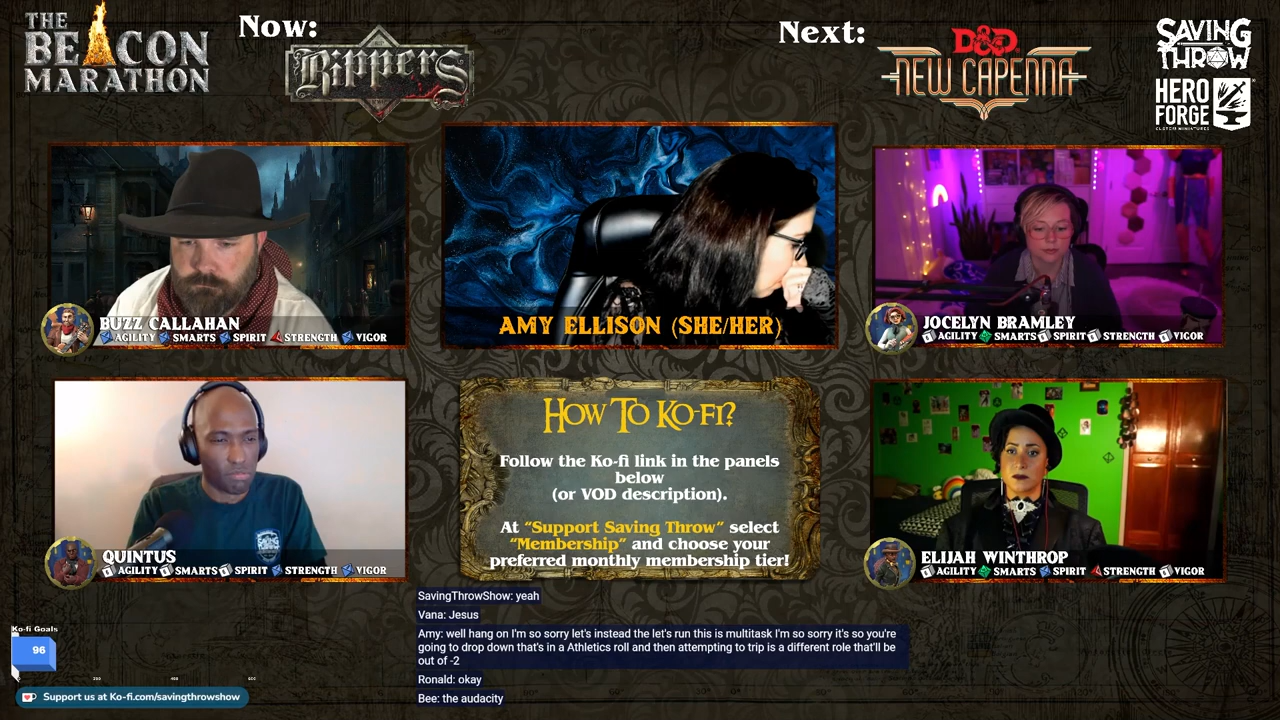 THE
BEACON
MARATHON
Now:
Rippers
Next:
D&D
NEW CAPENNA
SAVING
THROW
HERO
FORGE
CUSTOM MINIATURES
BUZZ CALLAHAN
AGILITY SMARTS SPIRIT STRENGTH VIGOR
AMY ELLISON (SHE/HER)
JOCELYN BRAMLEY
AGILITY SMARTS SPIRIT STRENGTH VIGOR
QUINTUS
AGILITY SMARTS SPIRIT STRENGTH VIGOR
HOW TO KO-FI?
Follow the Ko-fi link in the panels
below
(or VOD description).
At “Support Saving Throw” select
“Membership” and choose your
preferred monthly membership tier!
ELIJAH WINTHROP
AGILITY SMARTS SPIRIT STRENGTH VIGOR
SavingThrowShow: yeah
Vana: Jesus
Amy: well hang on I'm so sorry let's instead the let's run this is multitask I'm so sorry it's so you're
going to drop down that's in a Athletics roll and then attempting to trip is a different role that'll be
out of -2
Ronald: okay
Bee: the audacity
Ko-fi Goals
96
Support us at Ko-fi.com/savingthrowshow